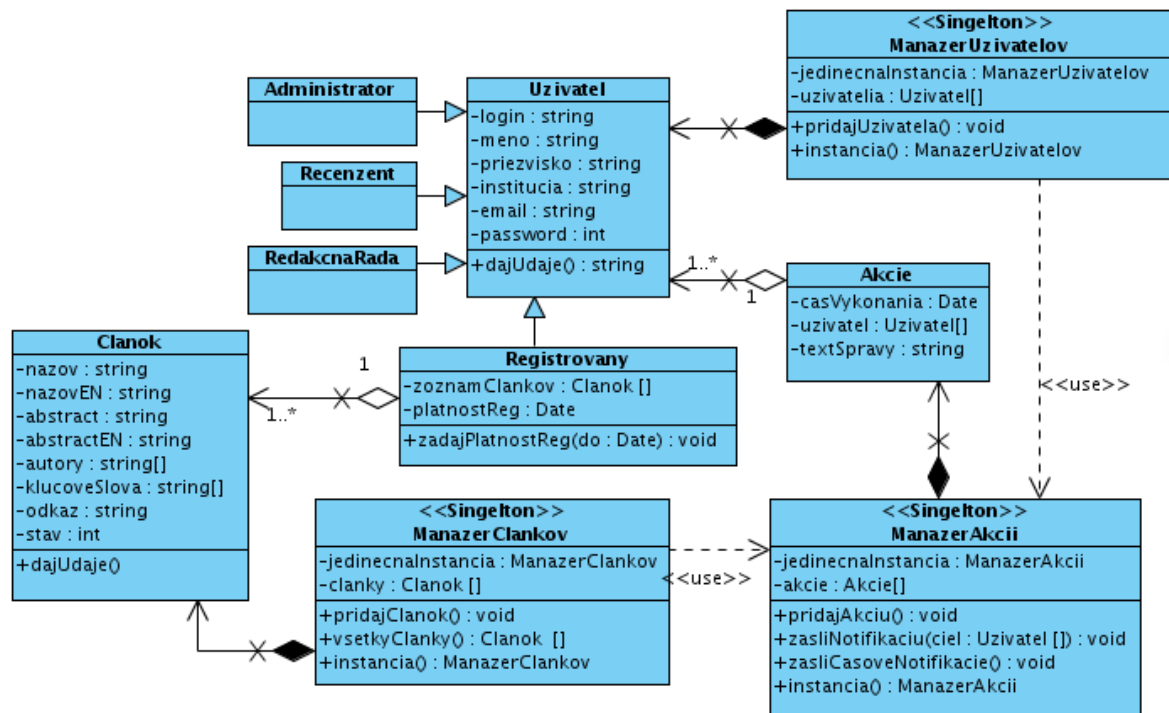 <<Singelton>>
ManazerUzivatelov
-jedinecnaInstancia : ManazerUzivatelov
-uzivatelia : Uzivatel[]
+pridajUzivatela() : void
+instancia() : ManazerUzivatelov
Administrator
Recenzent
RedakcnaRada
Uzivatel
-login : string
-meno : string
-priezvisko : string
-institucia : string
-email : string
-password : int
+dajUdaje() : string
1..*
1
Akcie
-casVykonania : Date
-uzivatel : Uzivatel[]
-textSpravy : string
<<use>>
Clanok
-nazov : string
-nazovEN : string
-abstract : string
-abstractEN : string
-autory : string[]
-klucoveSlova : string[]
-odkaz : string
-stav : int
+dajUdaje()
1
1..*
Registrovany
-zoznamClankov : Clanok []
-platnostReg : Date
+zadajPlatnostReg(do : Date) : void
<<Singelton>>
ManazerClankov
-jedinecnaInstancia : ManazerClankov
-clanky : Clanok []
+pridajClanok() : void
+vsetkyClanky() : Clanok []
+instancia() : ManazerClankov
<<use>>
<<Singelton>>
ManazerAkcii
-jedinecnaInstancia : ManazerAkcii
-akcie : Akcie[]
+pridajAkciu() : void
+zasliNotifikaciu(ciel : Uzivatel []) : void
+zasliCasoveNotifikacie() : void
+instancia() : ManazerAkcii